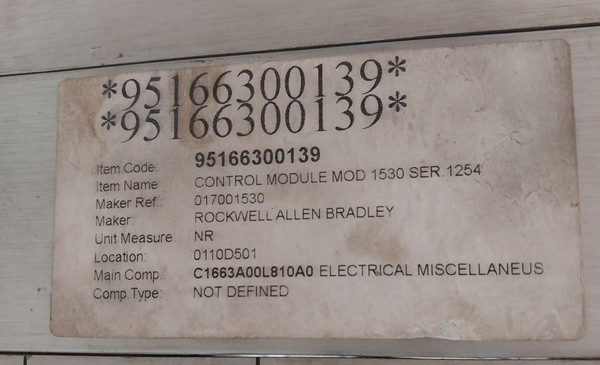 *95166300139*
*95166300139*
Item Code: 95166300139
Item Name CONTROL MODULE MOD 1530 SER.1254
Maker Ref.: 017001530
Maker: ROCKWELL ALLEN BRADLEY
Unit Measure: NR
Location: 0110D501
Main Comp.: C1663A00L810A0 ELECTRICAL MISCELLANEUS
Comp.Type: NOT DEFINED